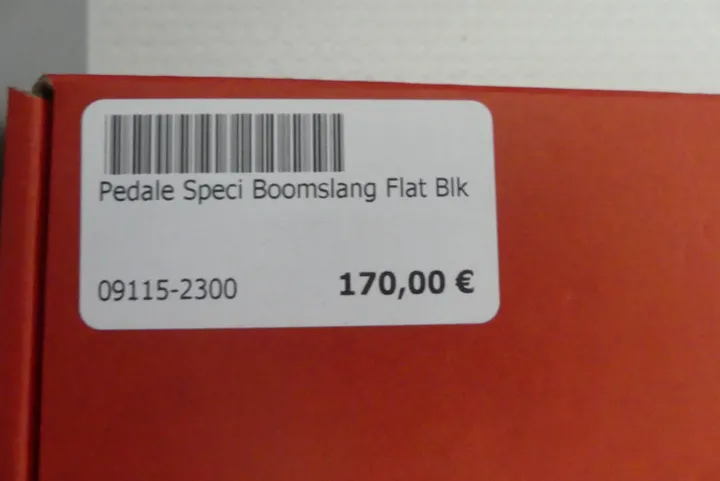 Pedale Speci Boomslang Flat Blk
09115-2300 170,00 €